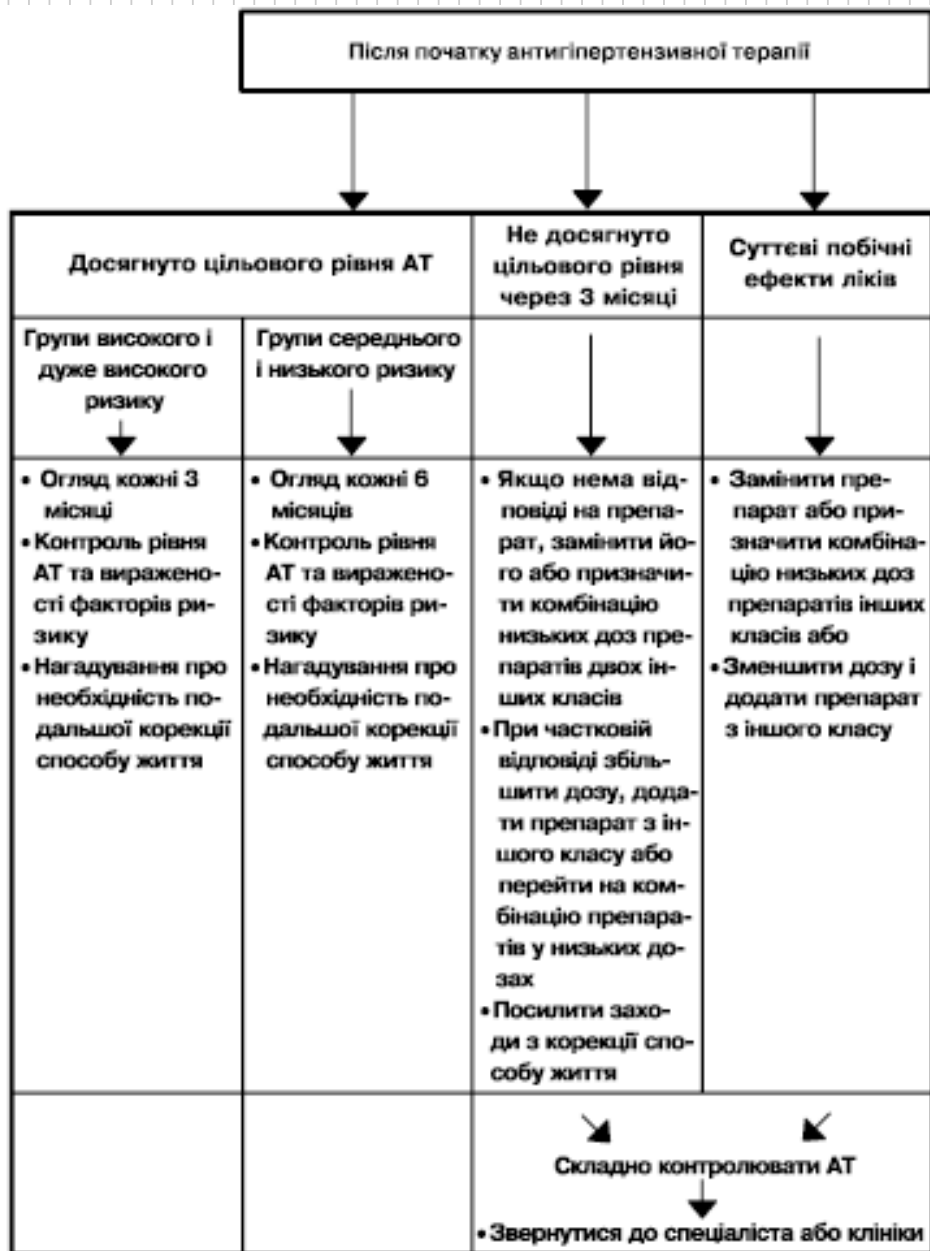 Після початку антигіпертензивної терапії
Досягнуто цільового рівня АТ
Не досягнуто
цільового рівня
через 3 місяці
Суттєві побічні
ефекти ліків
Групи високого і
дуже високого
ризику
Групи середнього
і низького ризику
• Огляд кожні 3
місяці
• Контроль рівня
АТ та виражено-
сті факторів ри-
зику
• Нагадування про
необхідність по-
дальшої корекції
способу життя
• Огляд кожні 6
місяців
• Контроль рівня
АТ та виражено-
сті факторів ри-
зику
• Нагадування про
необхідність по-
дальшої корекції
способу життя
• Якщо нема від-
повіді на препа-
рат, замінити йо-
го або призначи-
ти комбінацію
низьких доз пре-
паратів двох ін-
ших класів
• При частковій
відповіді збіль-
шити дозу, дода-
ти препарат з ін-
шого класу або
перейти на ком-
бінацію препара-
тів у низьких до-
зах
• Посилити захо-
ди з корекції спо-
собу життя
• Замінити пре-
парат або при-
значити комбіна-
цію низьких доз
препаратів інших
класів або
• Зменшити дозу і
додати препарат
з іншого класу
Складно контролювати АТ
• Звернутися до спеціаліста або клініки